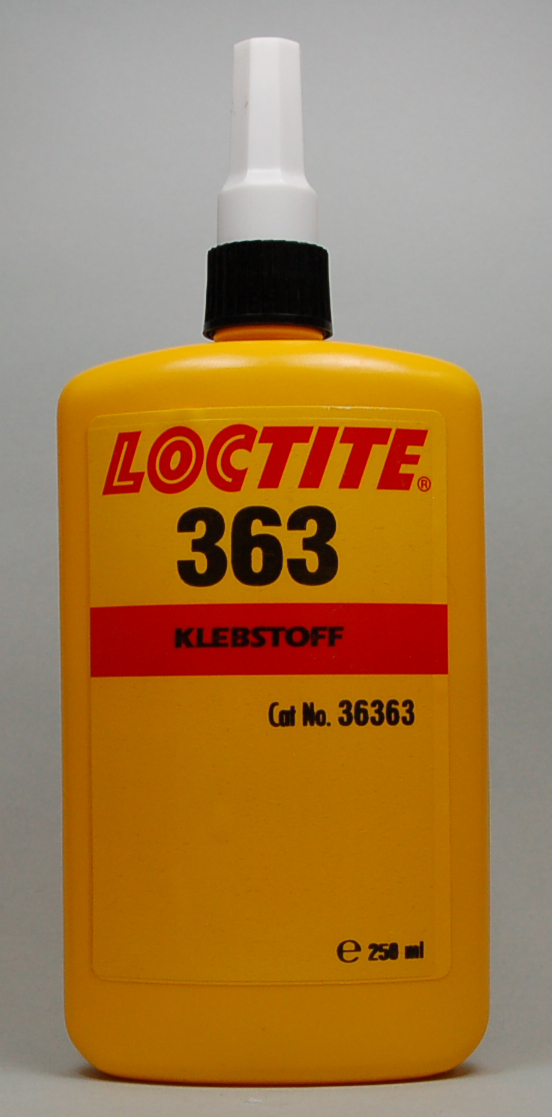 LOCTITE®
363
KLEBSTOFF
Cat No. 36363
℮ 250 ml